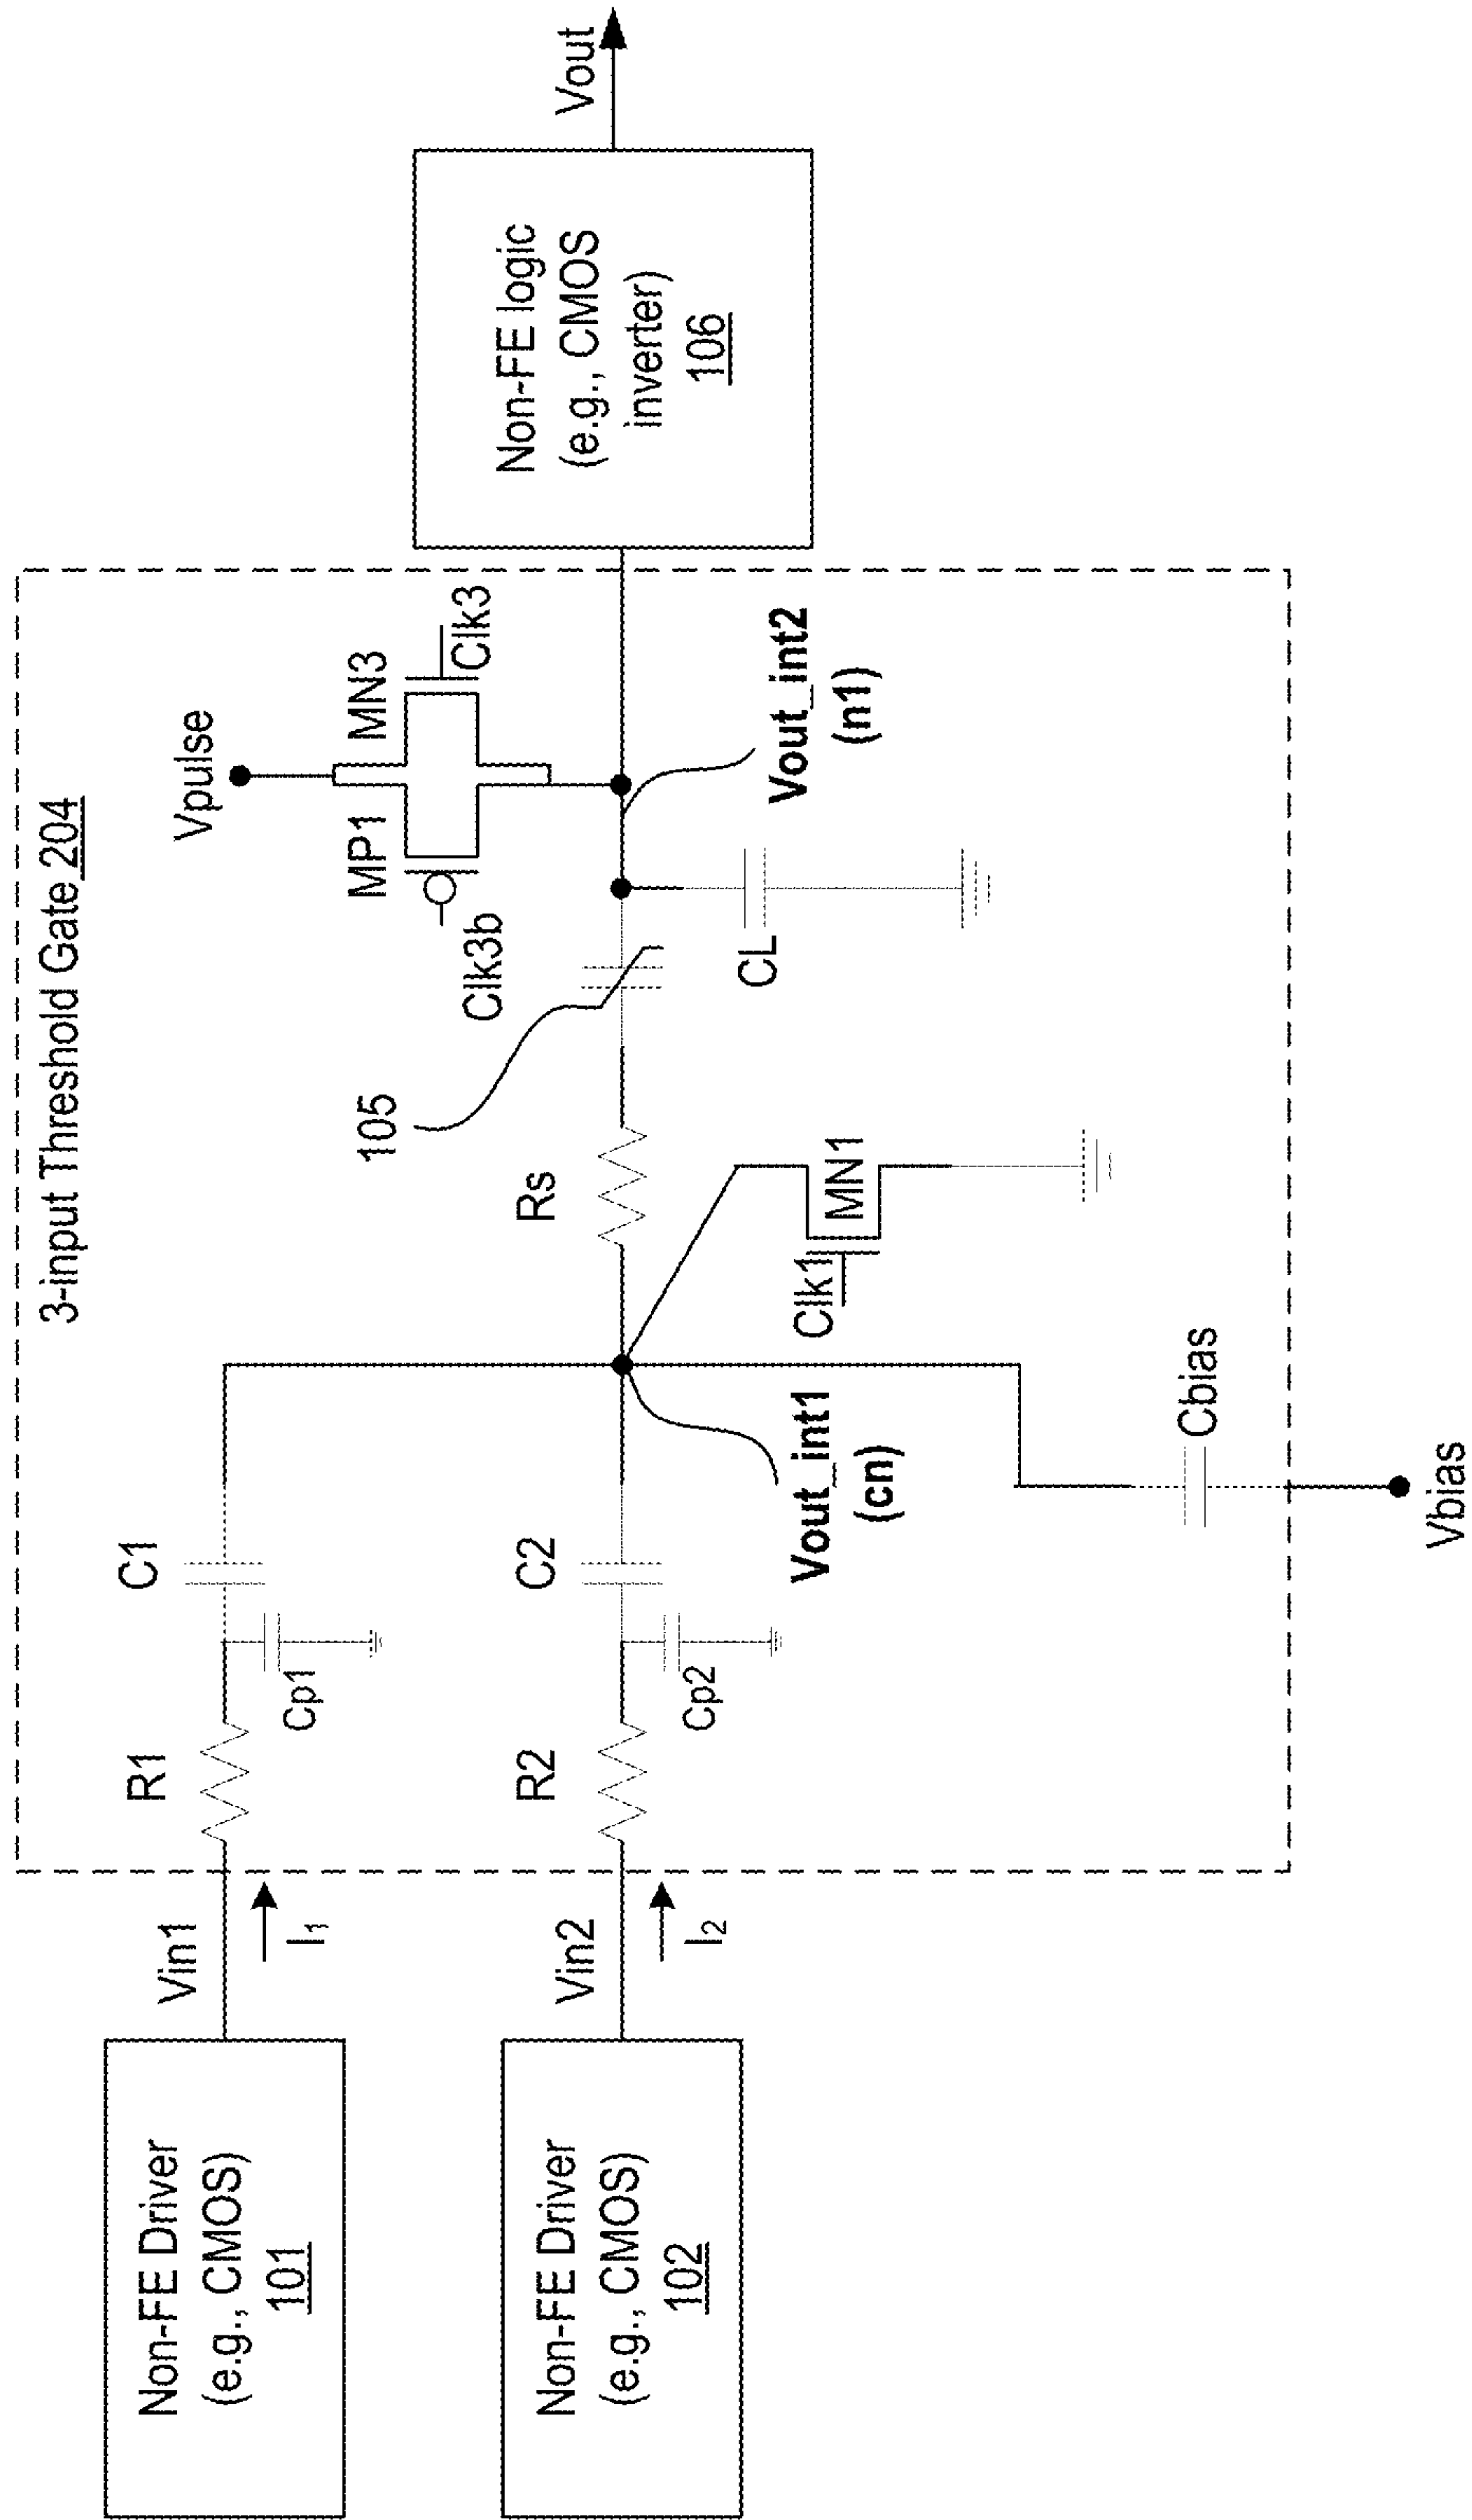 3-input Threshold Gate 204
Non-FE Driver
(e.g., CMOS)
101
Vin1
I1
R1
Cp1
C1
Non-FE Driver
(e.g., CMOS)
102
Vin2
I2
R2
Cp2
C2
Vout_int1
(cn)
Vbias
Cbias
Clk1
MN1
Rs
105
CL
Clk3b
MP1
MN3
Clk3
Vpulse
Vout_int2
(n1)
Non-FE logic
(e.g., CMOS
inverter)
106
Vout